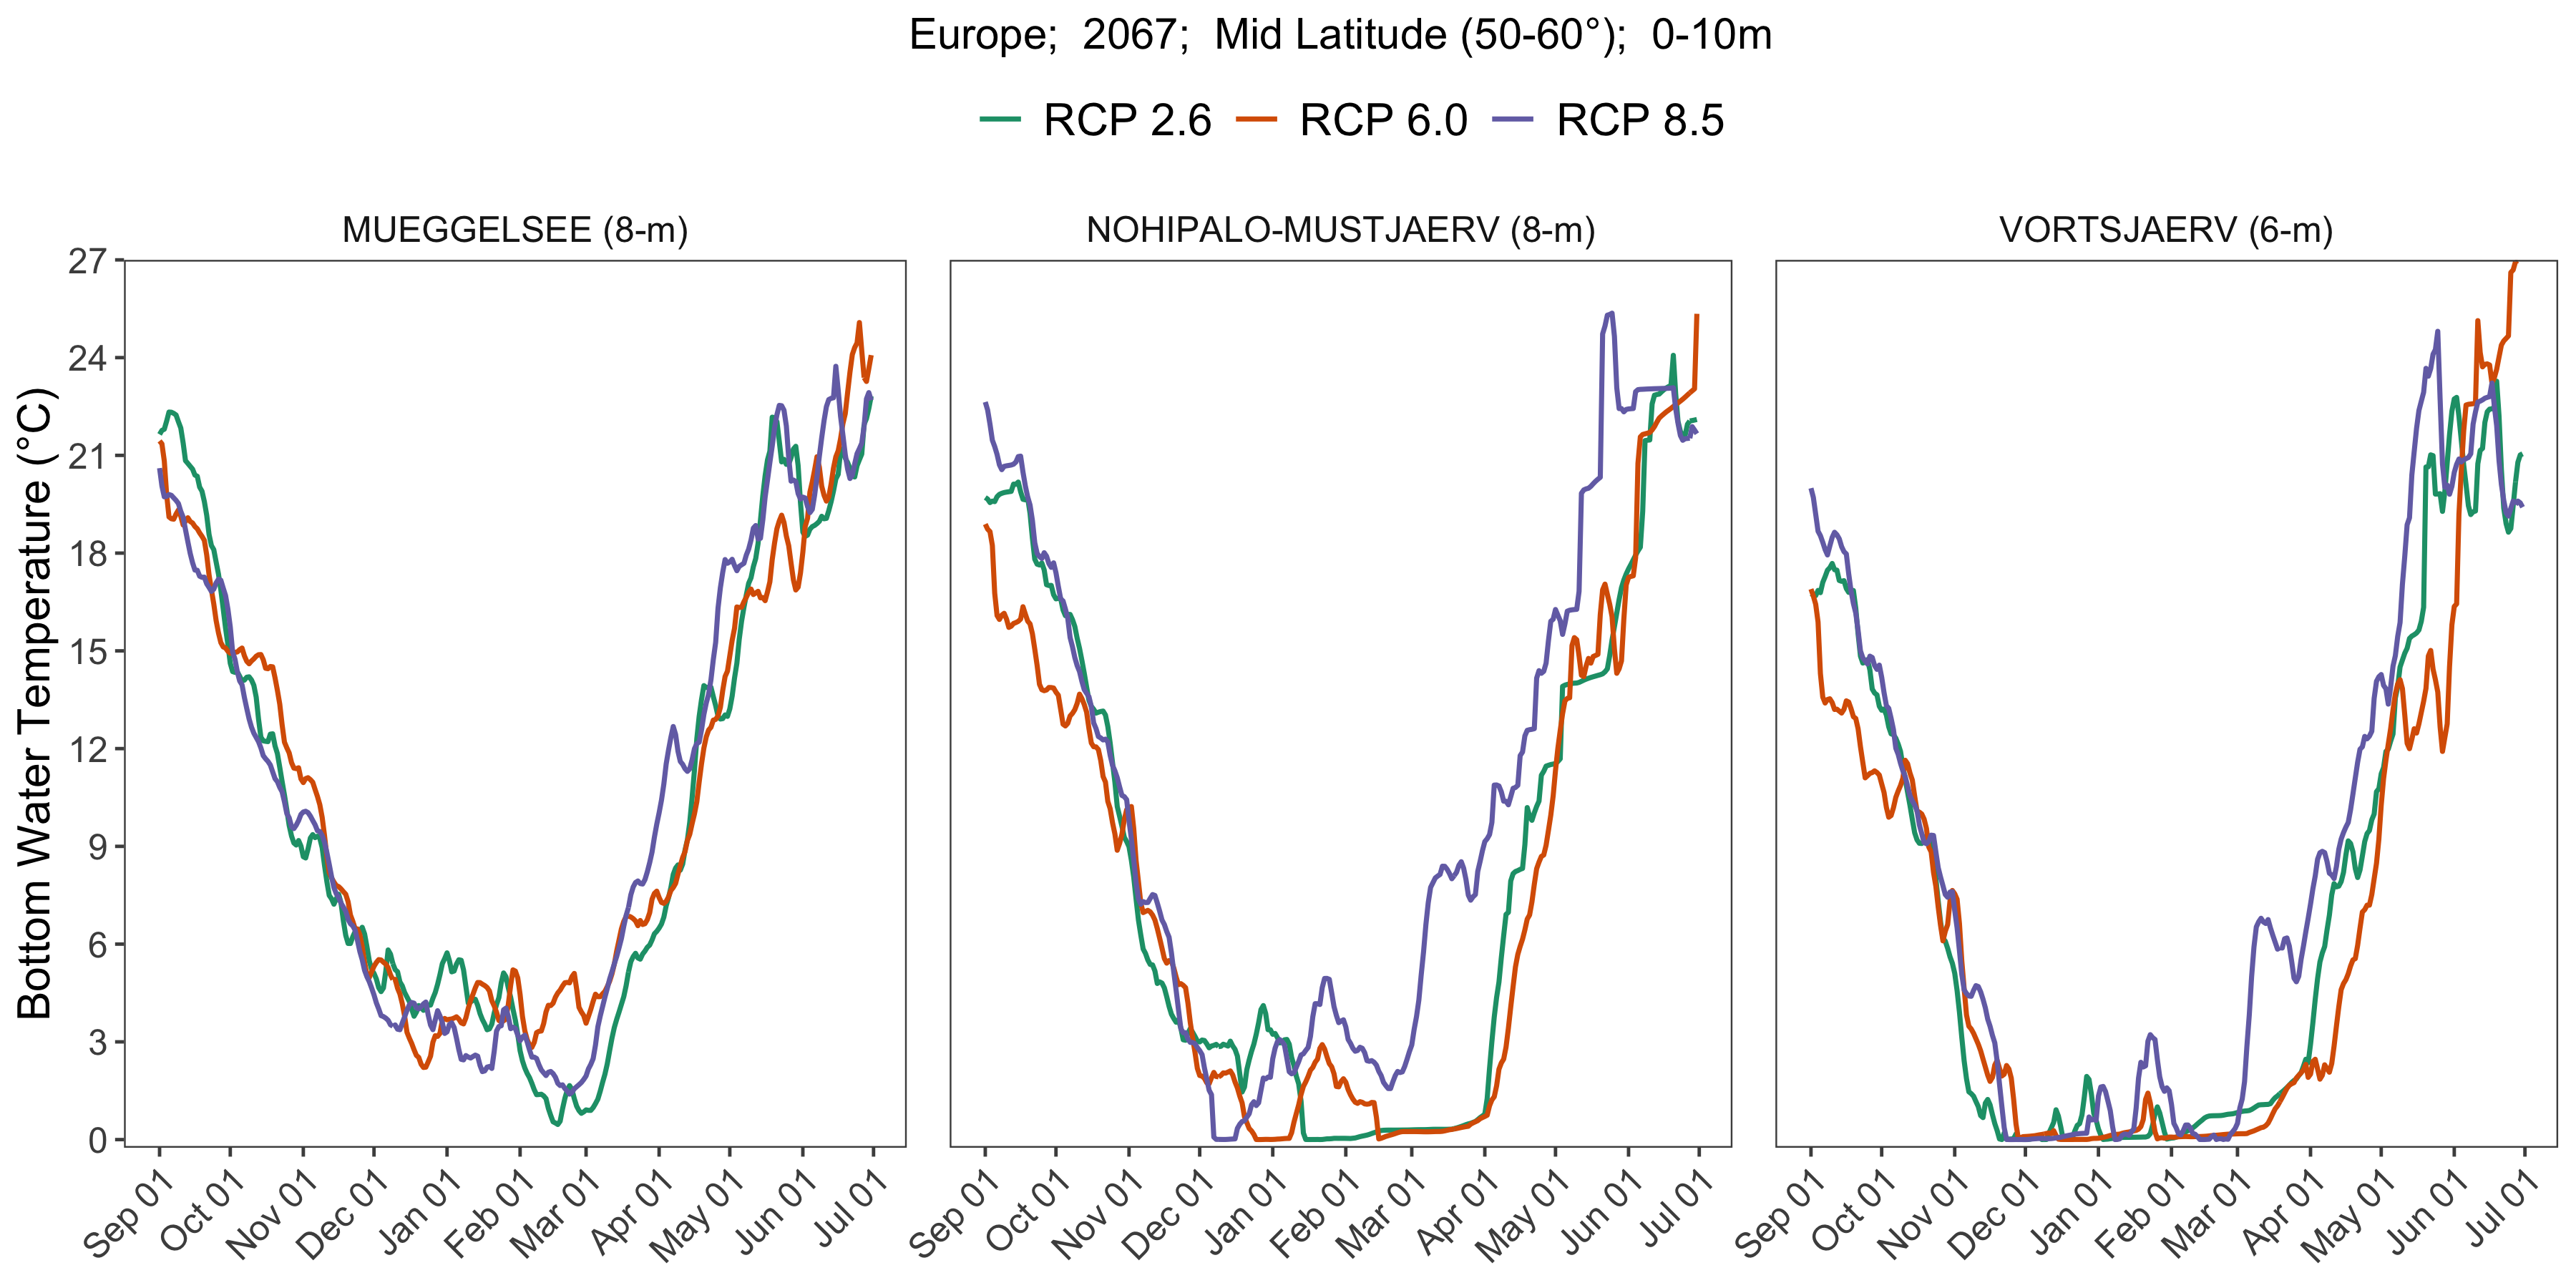 Europe;  2067;  Mid Latitude (50-60°);  0-10m
RCP 2.6 RCP 6.0 RCP 8.5
MUEGGELSEE (8-m) NOHIPALO-MUSTJAERV (8-m) VORTSJAERV (6-m)
Bottom Water Temperature (°C)
27
24
21
18
15
12
9
6
3
0
Sep 01 Oct 01 Nov 01 Dec 01 Jan 01 Feb 01 Mar 01 Apr 01 May 01 Jun 01 Jul 01 Sep 01 Oct 01 Nov 01 Dec 01 Jan 01 Feb 01 Mar 01 Apr 01 May 01 Jun 01 Jul 01 Sep 01 Oct 01 Nov 01 Dec 01 Jan 01 Feb 01 Mar 01 Apr 01 May 01 Jun 01 Jul 01